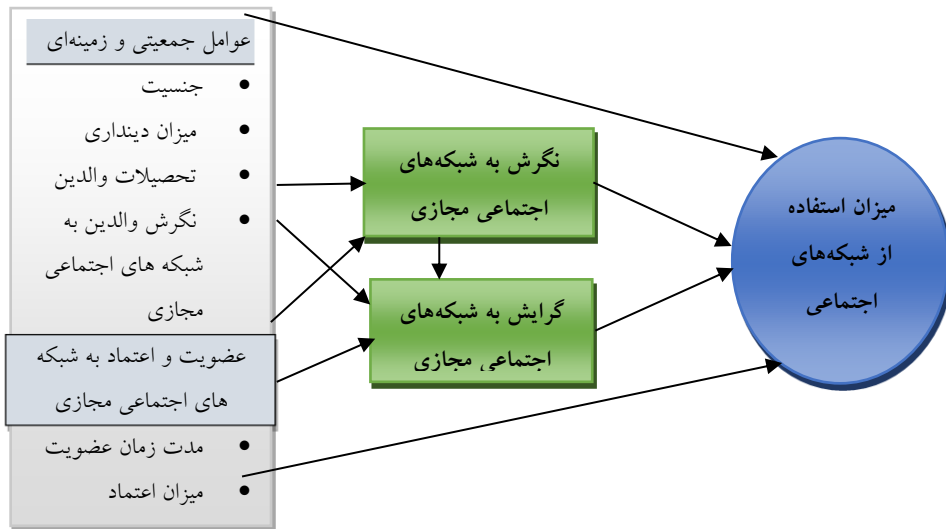 عوامل جمعیتی و زمینه‌ای
• جنسیت
• میزان دینداری
• تحصیلات والدین
• نگرش والدین به
شبکه های اجتماعی
مجازی
عضویت و اعتماد به شبکه
های اجتماعی مجازی
• مدت زمان عضویت
• میزان اعتماد
نگرش به شبکه‌های
اجتماعی مجازی
گرایش به شبکه‌های
اجتماعی مجازی
میزان استفاده
از شبکه‌های
اجتماعی